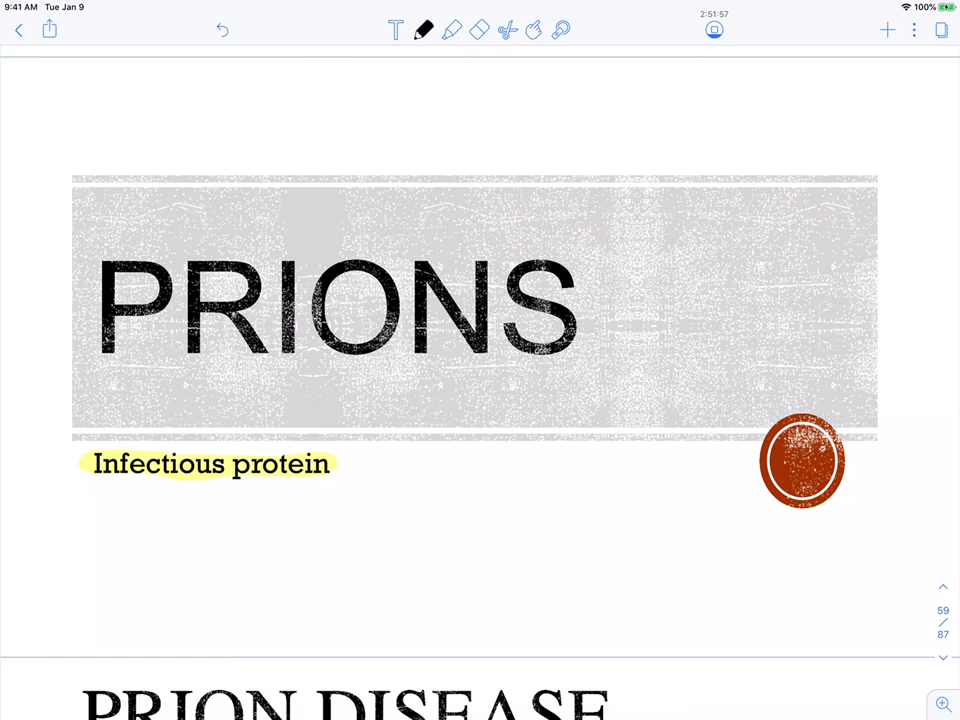 9:41 AM Tue Jan 9
100%
2:51:57
T
PRIONS
Infectious protein
59
/
87
PRION DISEASE